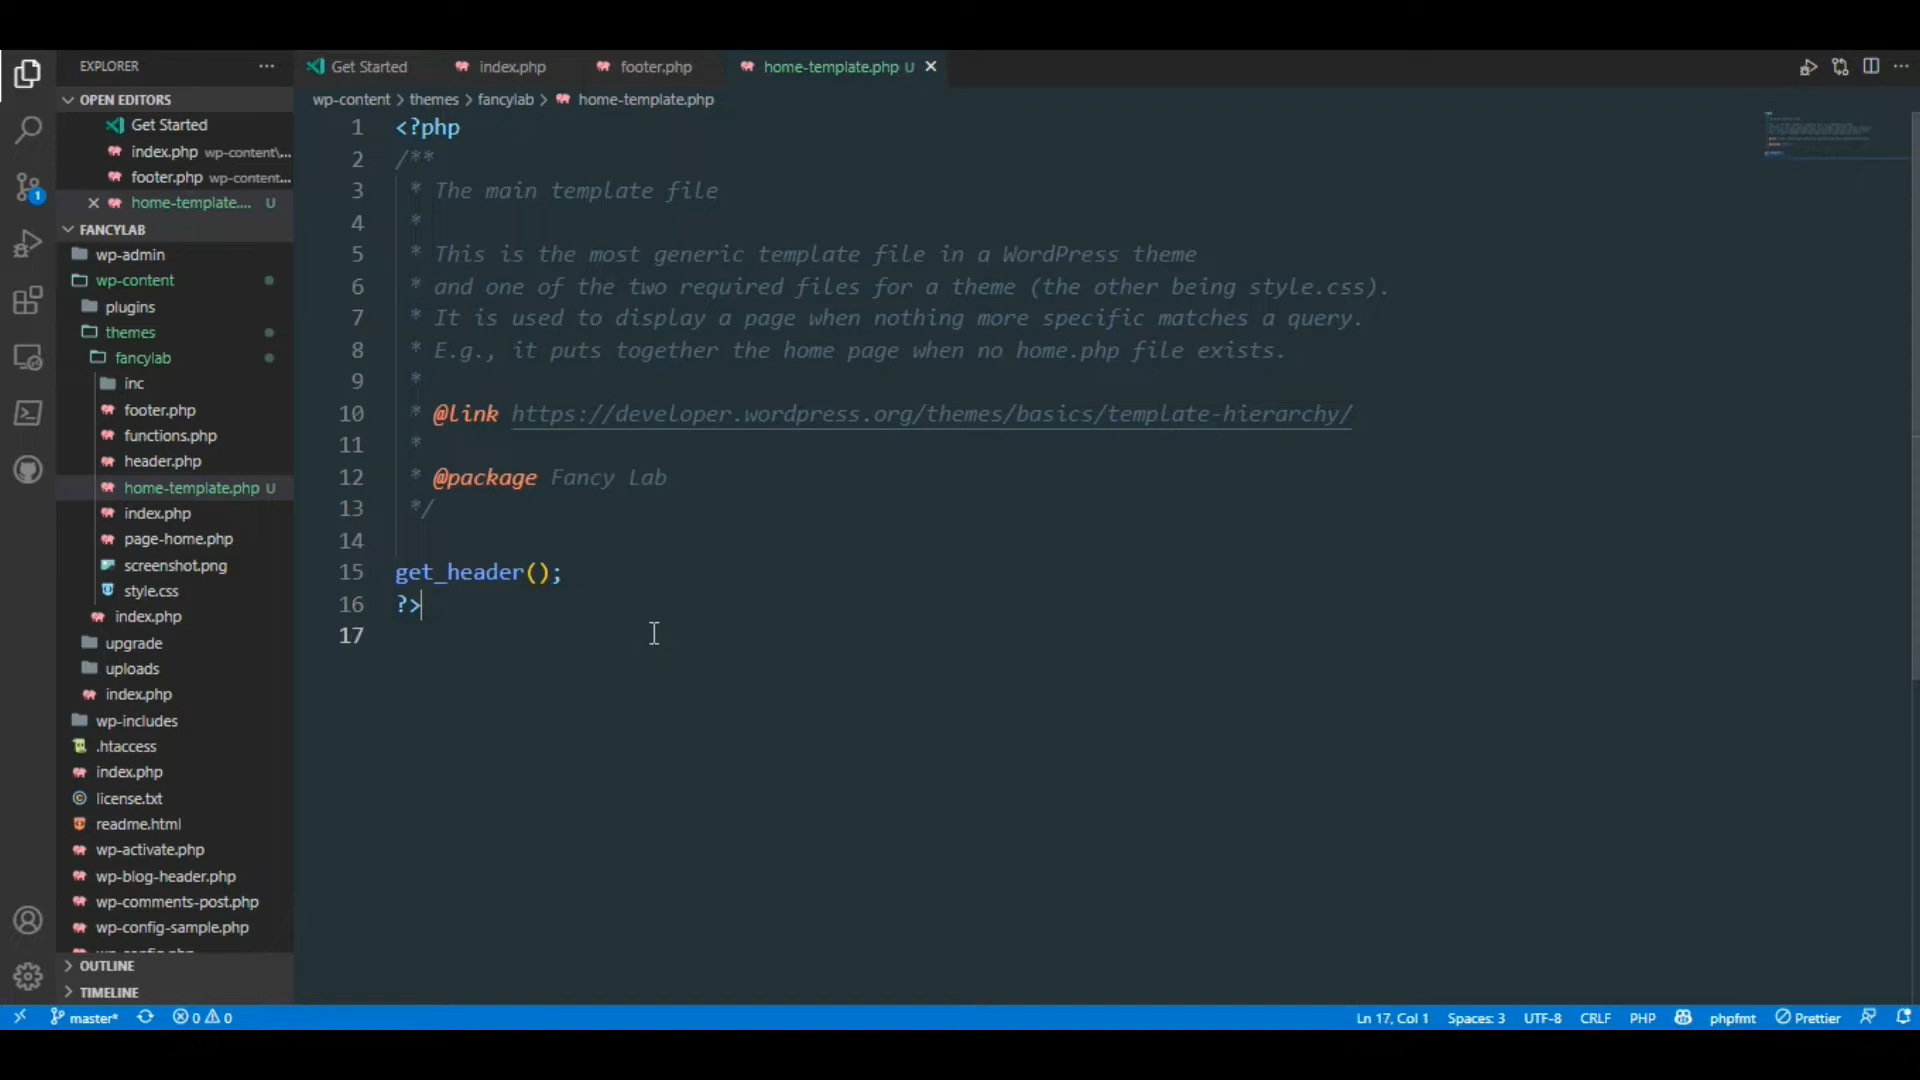 EXPLORER
Get Started
index.php
footer.php
home-template.php U
OPEN EDITORS
Get Started
index.php wp-content\...
footer.php wp-content...
home-template.... U
wp-content > themes > fancylab > home-template.php
FANCYLAB
wp-admin
wp-content
plugins
themes
fancylab
inc
footer.php
functions.php
header.php
home-template.php U
index.php
page-home.php
screenshot.png
style.css
index.php
upgrade
uploads
index.php
wp-includes
.htaccess
index.php
license.txt
readme.html
wp-activate.php
wp-blog-header.php
wp-comments-post.php
wp-config-sample.php
OUTLINE
TIMELINE
1 <?php
2 /**
3 * The main template file
4 *
5 * This is the most generic template file in a WordPress theme
6 * and one of the two required files for a theme (the other being style.css).
7 * It is used to display a page when nothing more specific matches a query.
8 * E.g., it puts together the home page when no home.php file exists.
9 *
10 * @link https://developer.wordpress.org/themes/basics/template-hierarchy/
11 *
12 * @package Fancy Lab
13 */
14
15 get_header();
16 ?>
17
1
master* 0 0
Ln 17, Col 1 Spaces: 3 UTF-8 CRLF PHP phpfmt Prettier